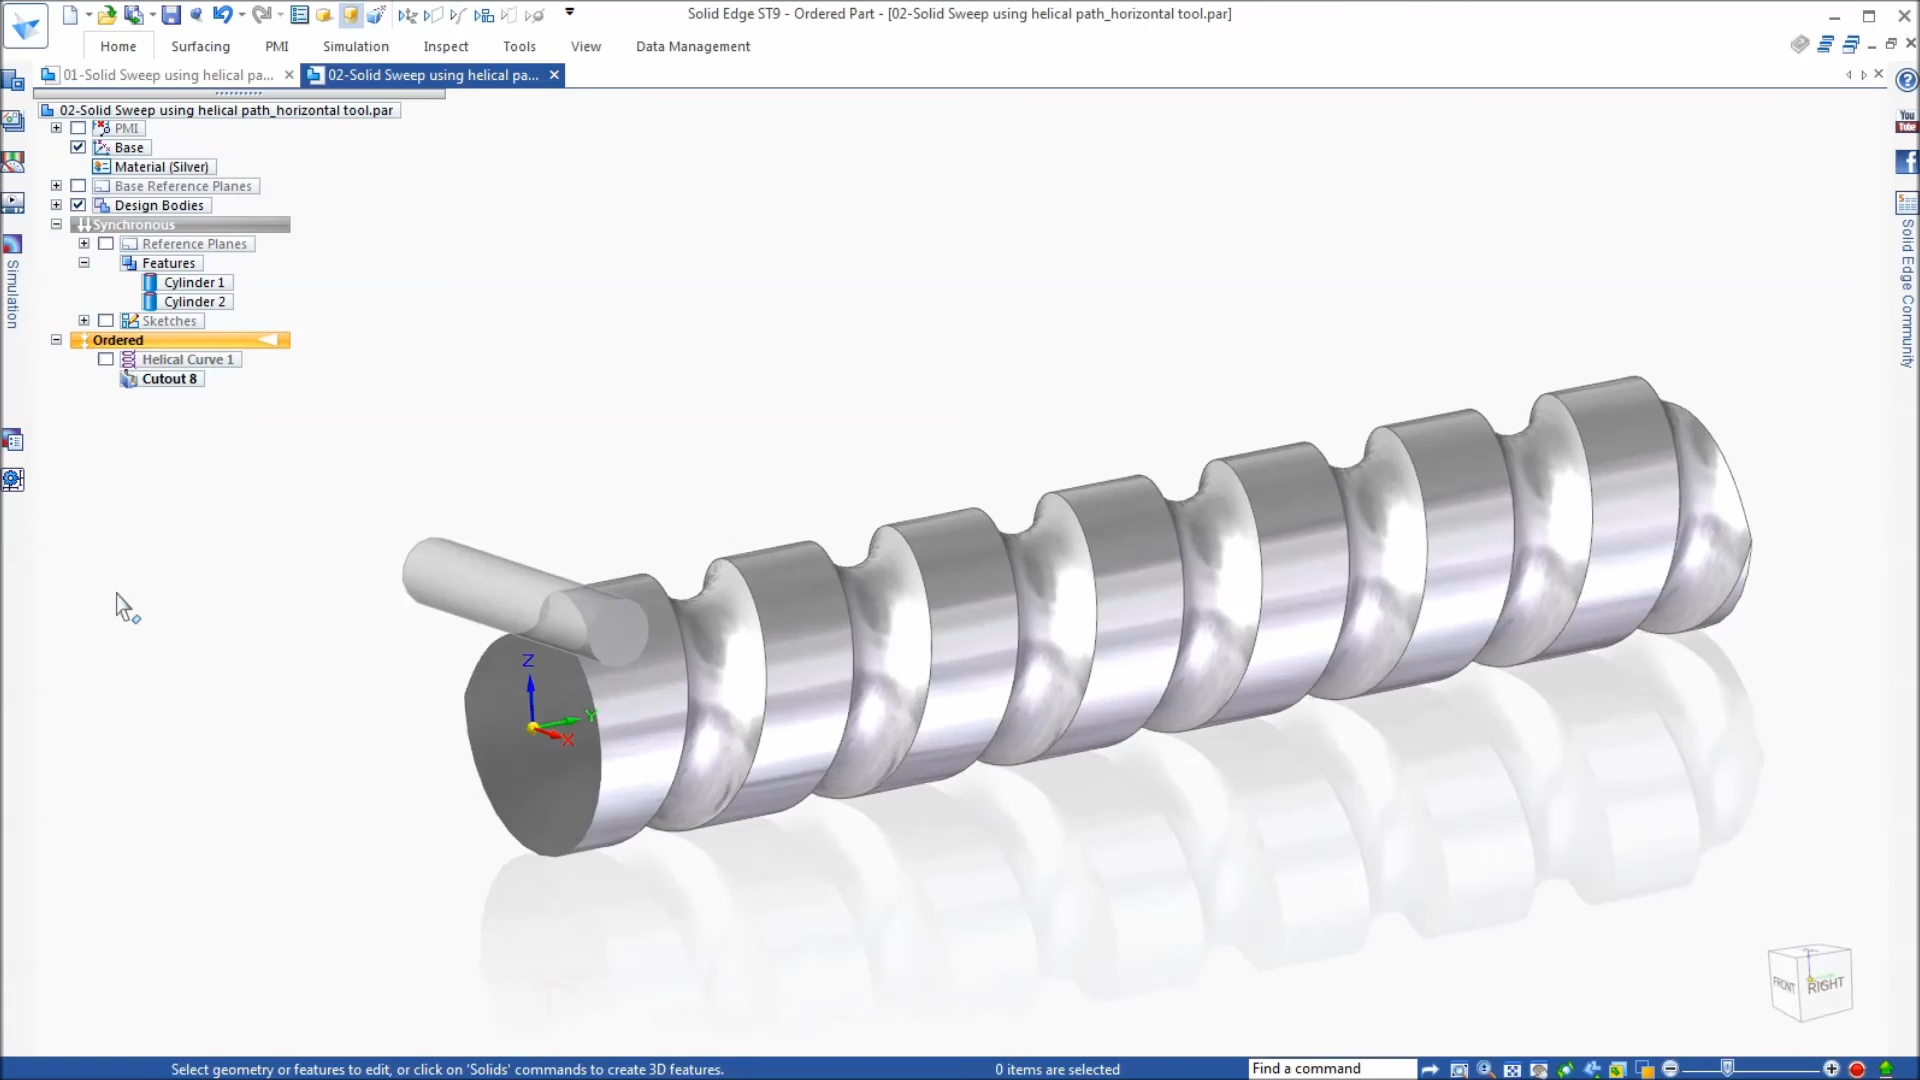 Solid Edge ST9 - Ordered Part - [02-Solid Sweep using helical path_horizontal tool.par]
Home Surfacing PMI Simulation Inspect Tools View Data Management
01-Solid Sweep using helical pa... 02-Solid Sweep using helical pa...
02-Solid Sweep using helical path_horizontal tool.par
PMI
Base
Material (Silver)
Base Reference Planes
Design Bodies
Synchronous
Reference Planes
Features
Cylinder 1
Cylinder 2
Sketches
Ordered
Helical Curve 1
Cutout 8
Simulation
You
Tube
Solid Edge Community
Z
Y
X
FRONT RIGHT
Select geometry or features to edit, or click on 'Solids' commands to create 3D features. 0 items are selected Find a command